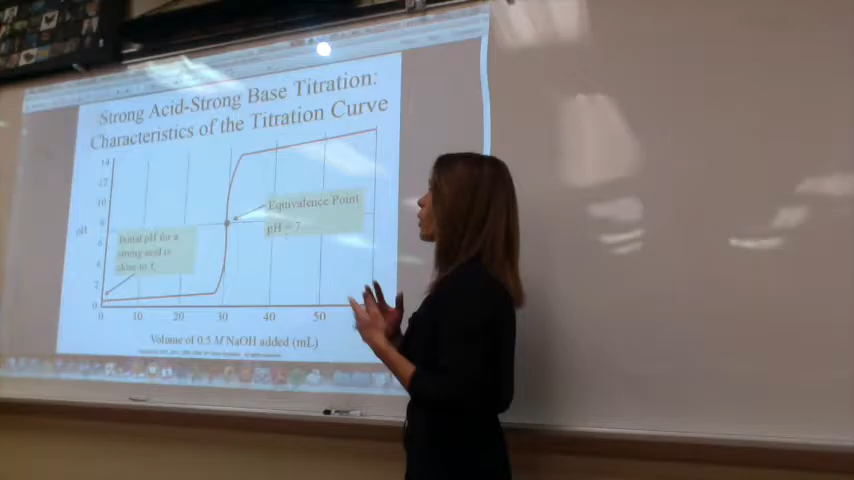 Strong Acid-Strong Base Titration:
Characteristics of the Titration Curve
14
12
10
8
6
4
2
0
pH
Equivalence Point
pH = 7
Initial pH for a
strong acid is
close to 1.
0 10 20 30 40 50
Volume of 0.5 M NaOH added (mL)